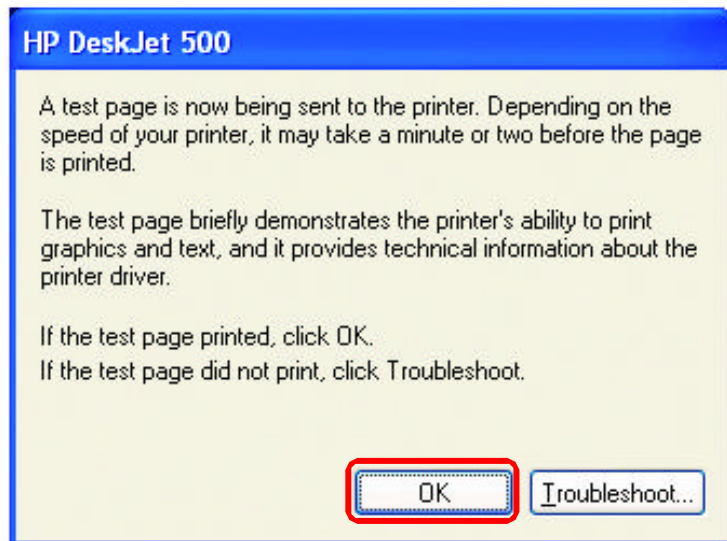 HP DeskJet 500
A test page is now being sent to the printer. Depending on the
speed of your printer, it may take a minute or two before the page
is printed.
The test page briefly demonstrates the printer's ability to print
graphics and text, and it provides technical information about the
printer driver.
If the test page printed, click OK.
If the test page did not print, click Troubleshoot.
OK Troubleshoot...